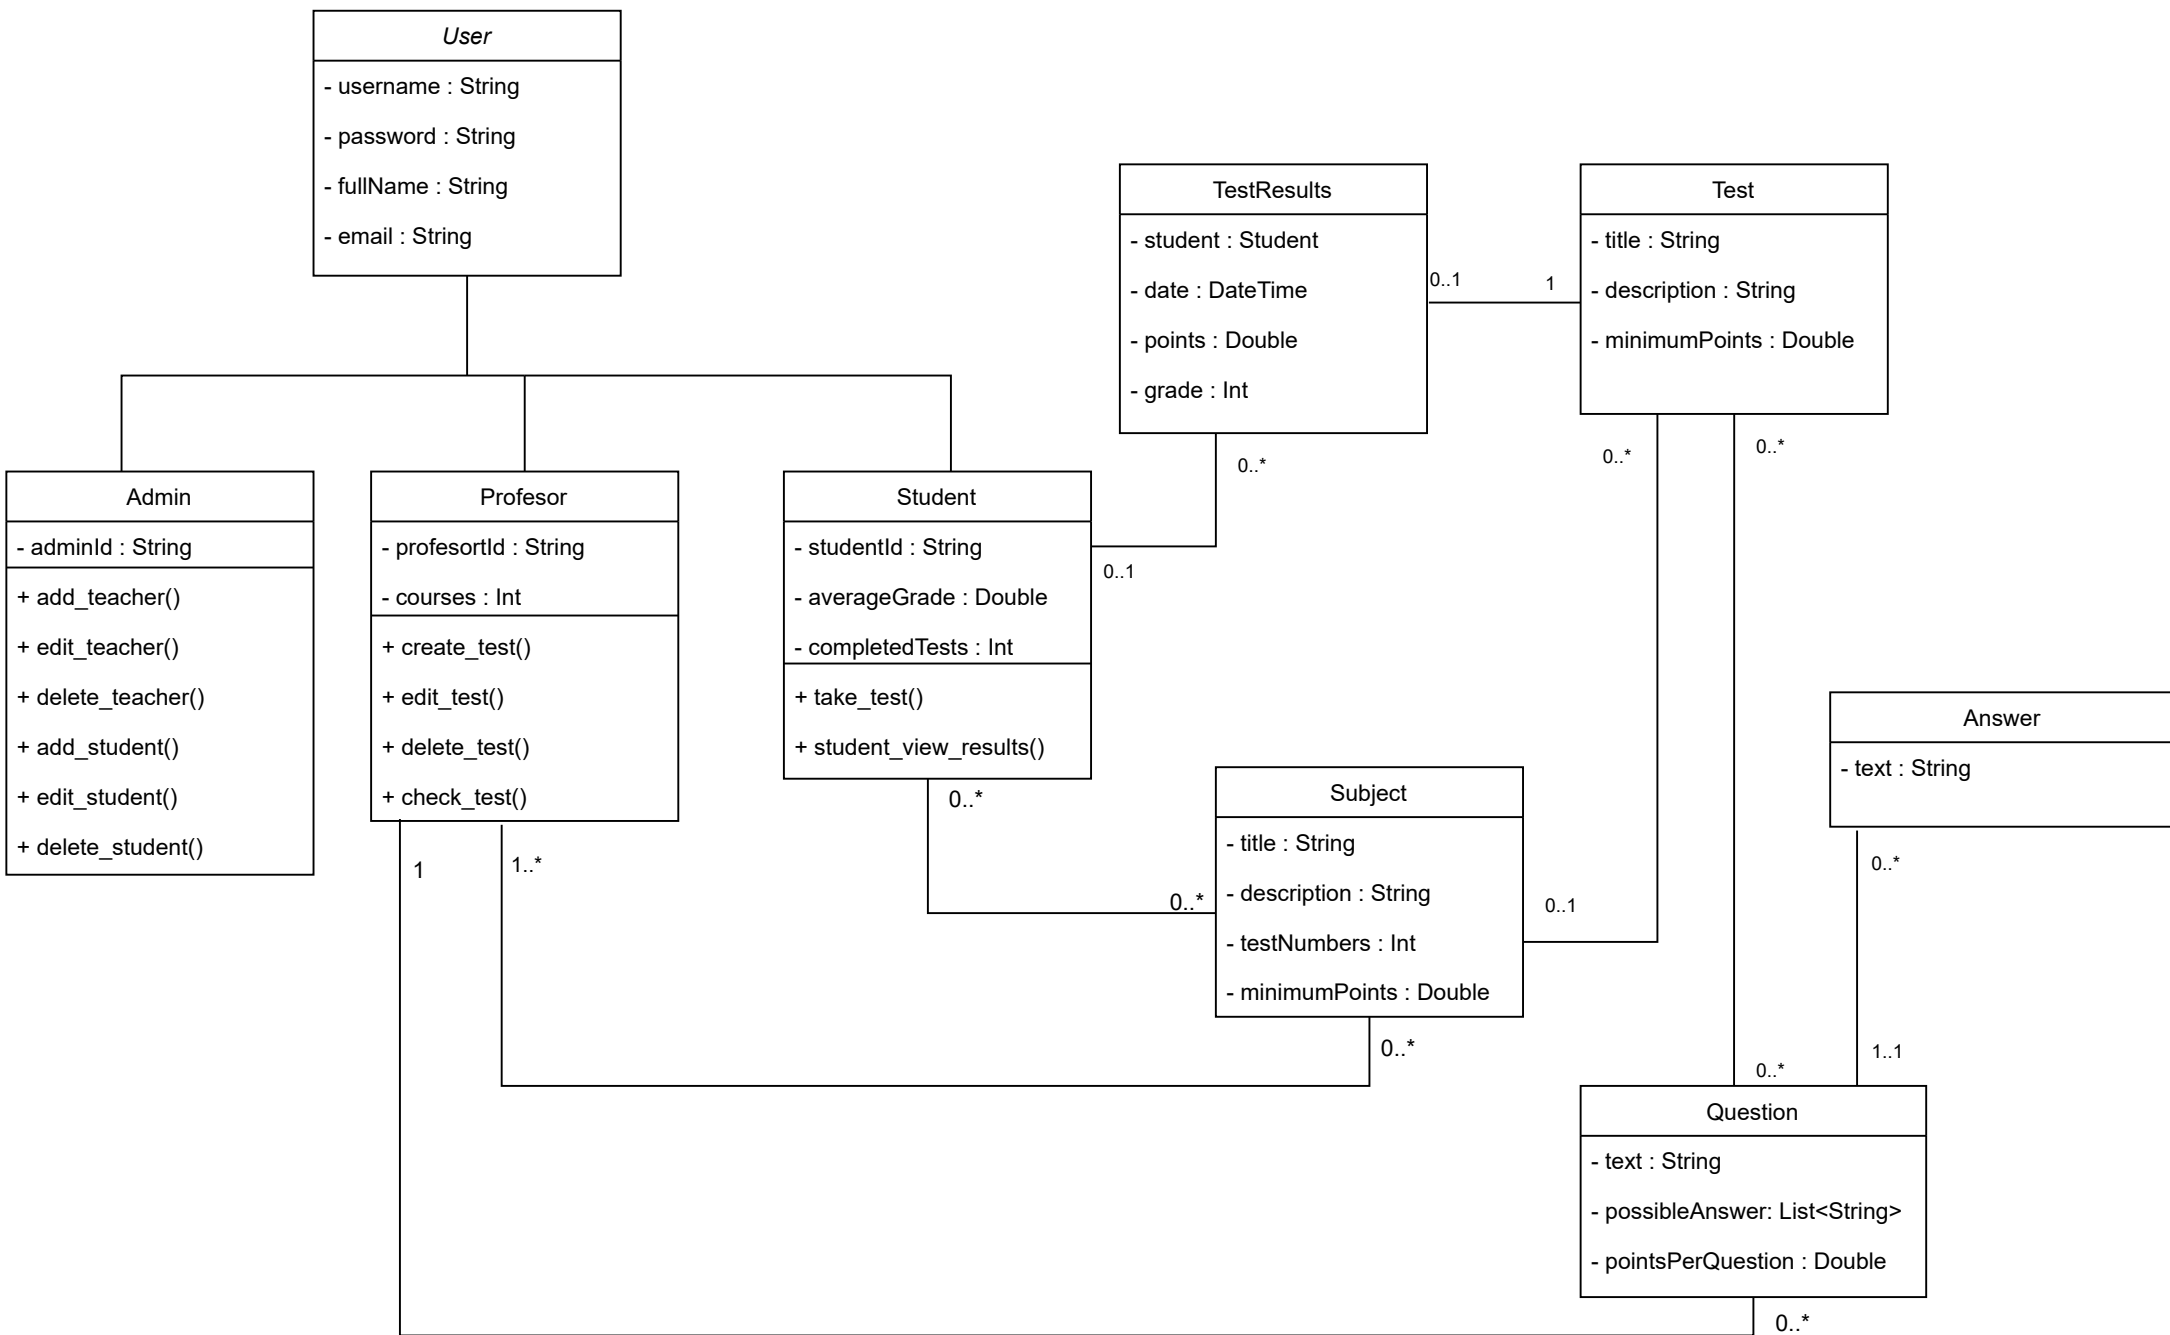 User
- username : String
- password : String
- fullName : String
- email : String
TestResults
- student : Student
- date : DateTime
- points : Double
- grade : Int
0..1
1
Test
- title : String
- description : String
- minimumPoints : Double
0..*
0..*
0..*
Admin
- adminId : String
+ add_teacher()
+ edit_teacher()
+ delete_teacher()
+ add_student()
+ edit_student()
+ delete_student()
Profesor
- profesortId : String
- courses : Int
+ create_test()
+ edit_test()
+ delete_test()
+ check_test()
1
1..*
Student
- studentId : String
- averageGrade : Double
- completedTests : Int
+ take_test()
+ student_view_results()
0..1
0..*
0..*
Subject
- title : String
- description : String
- testNumbers : Int
- minimumPoints : Double
0..1
0..*
Answer
- text : String
0..*
1..1
0..*
Question
- text : String
- possibleAnswer: List<String>
- pointsPerQuestion : Double
0..*